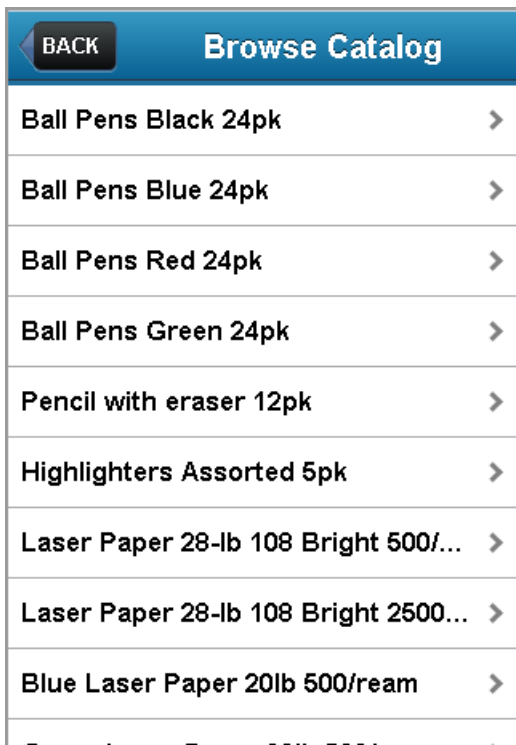 BACK
Browse Catalog
Ball Pens Black 24pk
Ball Pens Blue 24pk
Ball Pens Red 24pk
Ball Pens Green 24pk
Pencil with eraser 12pk
Highlighters Assorted 5pk
Laser Paper 28-lb 108 Bright 500/...
Laser Paper 28-lb 108 Bright 2500...
Blue Laser Paper 20lb 500/ream